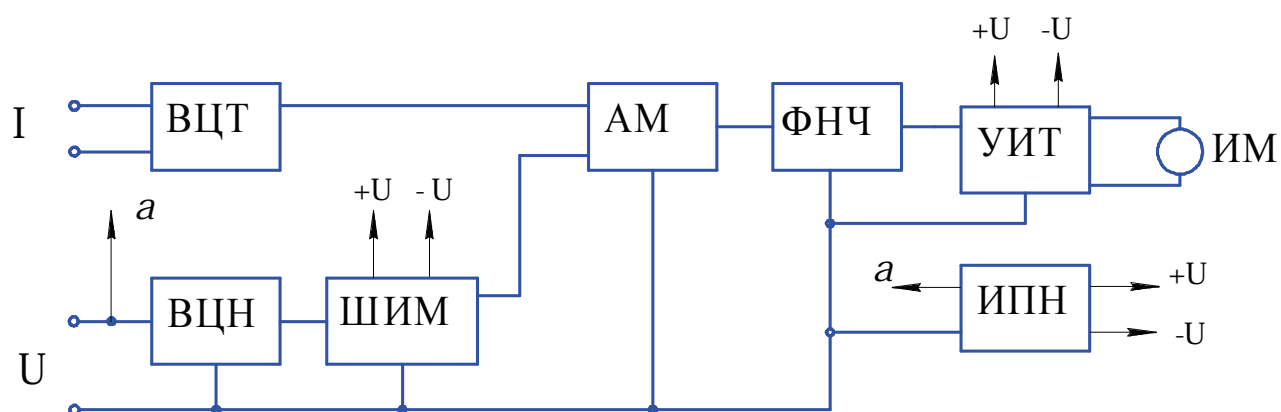 +U -U
I ВЦТ АМ ФНЧ УИТ ИМ
a +U - U
a ИПН +U
-U
ВЦН ШИМ
U